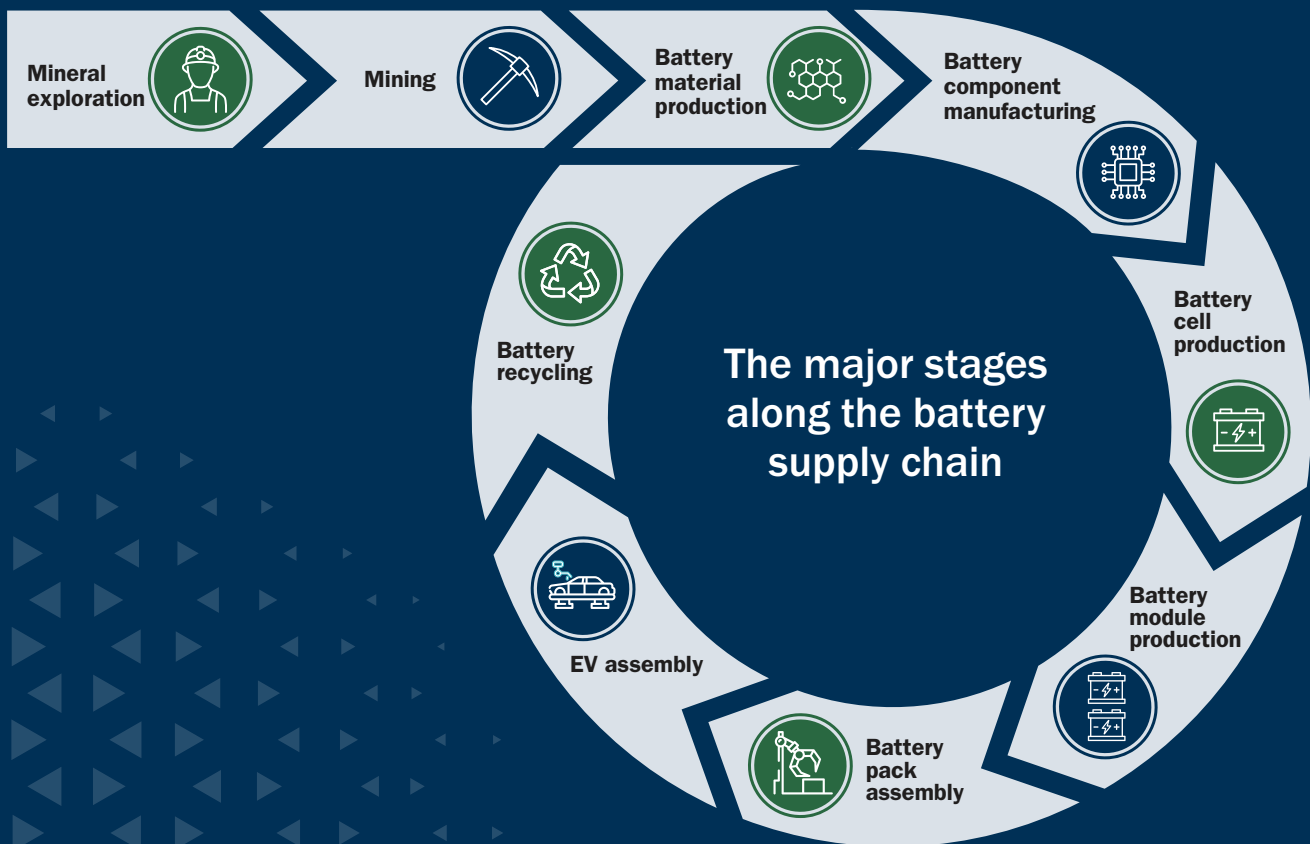 Mineral
exploration
Mining
Battery
material
production
Battery
component
manufacturing
Battery
cell
production
Battery
module
production
Battery
pack
assembly
EV assembly
Battery
recycling
The major stages
along the battery
supply chain